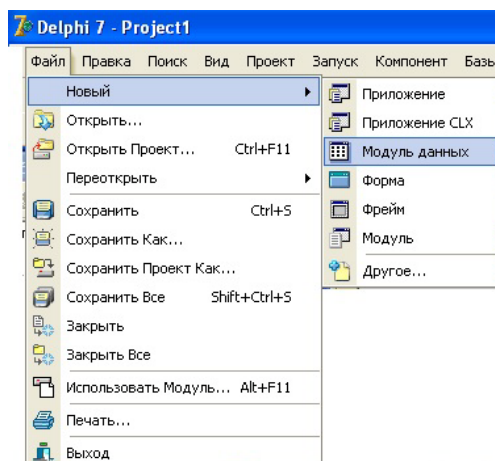 Delphi 7 - Project1
Файл Правка Поиск Вид Проект Запуск Компонент Базы
Новый
Открыть...
Открыть Проект... Ctrl+F11
Переоткрыть
Сохранить Ctrl+S
Сохранить Как...
Сохранить Проект Как...
Сохранить Все Shift+Ctrl+S
Закрыть
Закрыть Все
Использовать Модуль... Alt+F11
Печать...
Выход
Приложение
Приложение CLX
Модуль данных
Форма
Фрейм
Модуль
Другое...